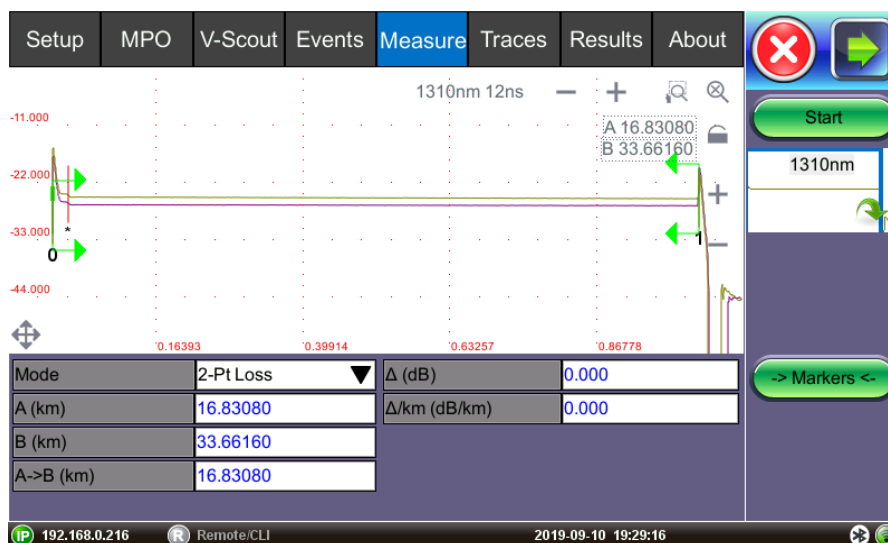 Setup MPO V-Scout Events Measure Traces Results About
1310nm 12ns
-11.000
A 16.83080
B 33.66160
Start
1310nm
-22.000
-33.000
*
0
1
-44.000
0.16393 0.39914 0.63257 0.86778
Mode 2-Pt Loss Δ (dB) 0.000
A (km) 16.83080 Δ/km (dB/km) 0.000
B (km) 33.66160
A->B (km) 16.83080
-> Markers <-
IP 192.168.0.216 R Remote/CLI 2019-09-10 19:29:16